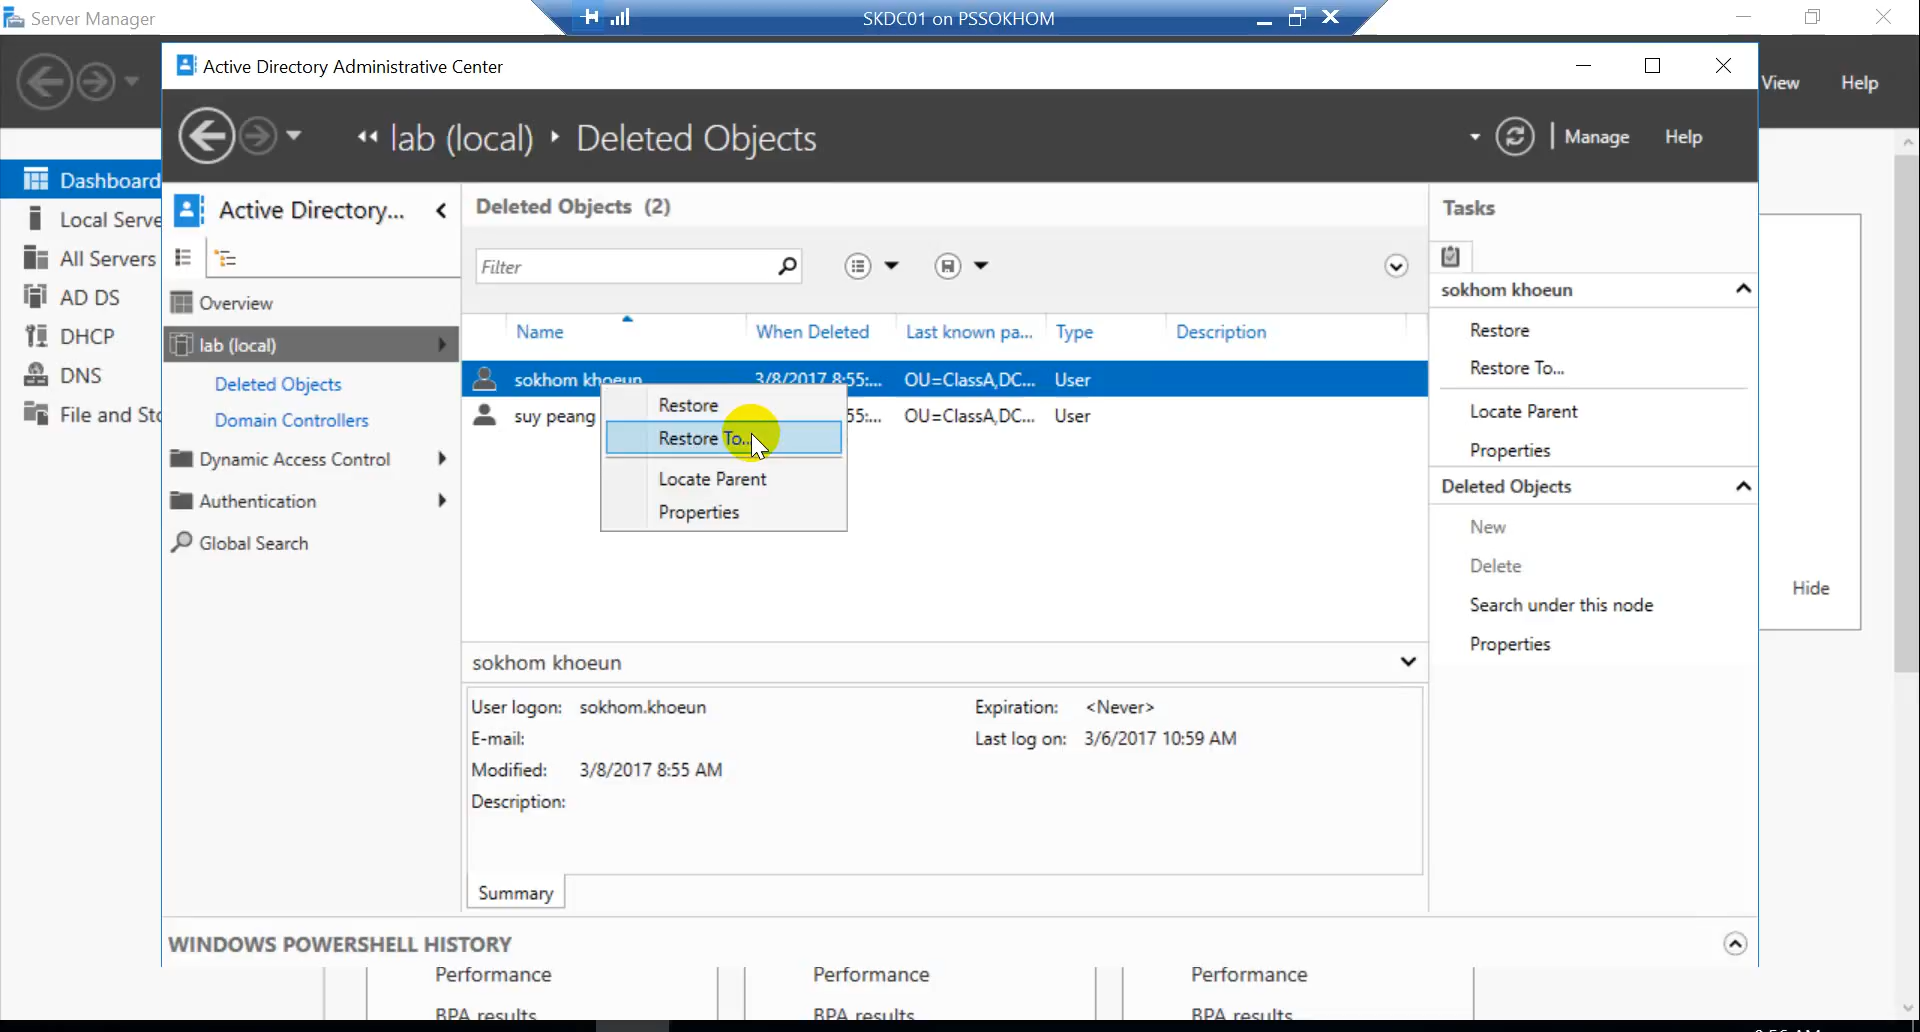 Server Manager
SKDC01 on PSSOKHOM
Active Directory Administrative Center
View
Help
lab (local)
Deleted Objects
Manage
Help
Dashboard
Local Serve
All Servers
AD DS
DHCP
DNS
File and Sto
Active Directory...
Overview
lab (local)
Deleted Objects
Domain Controllers
Dynamic Access Control
Authentication
Global Search
Deleted Objects (2)
Filter
Name
When Deleted
Last known pa...
Type
Description
sokhom khoeun
3/8/2017 8:55:...
OU=ClassA,DC...
User
suy peang
55:...
OU=ClassA,DC...
User
Restore
Restore To...
Locate Parent
Properties
sokhom khoeun
User logon: sokhom.khoeun
E-mail:
Modified: 3/8/2017 8:55 AM
Description:
Expiration: <Never>
Last log on: 3/6/2017 10:59 AM
Summary
Tasks
sokhom khoeun
Restore
Restore To...
Locate Parent
Properties
Deleted Objects
New
Delete
Search under this node
Properties
Hide
WINDOWS POWERSHELL HISTORY
Performance
Performance
Performance
BPA results
BPA results
BPA results